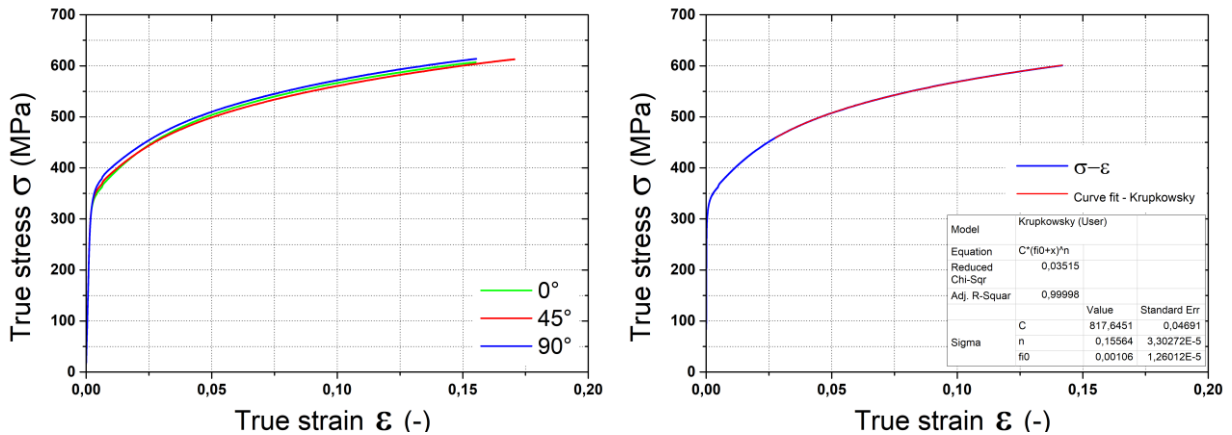 700
600
500
400
300
200
100
0
True stress σ (MPa)
0°
45°
90°
0,00
0,05
0,10
0,15
0,20
True strain ε (-)
700
600
500
400
300
200
100
0
True stress σ (MPa)
σ–ε
Curve fit - Krupkowsky
Model Krupkowsky (User)
Equation C*(fi0+x)^n
Reduced Chi-Sqr 0,03515
Adj. R-Squar 0,99998
Value Standard Err
Sigma C 817,6451 0,04691
n 0,15564 3,30272E-5
fi0 0,00106 1,26012E-5
0,00
0,05
0,10
0,15
0,20
True strain ε (-)